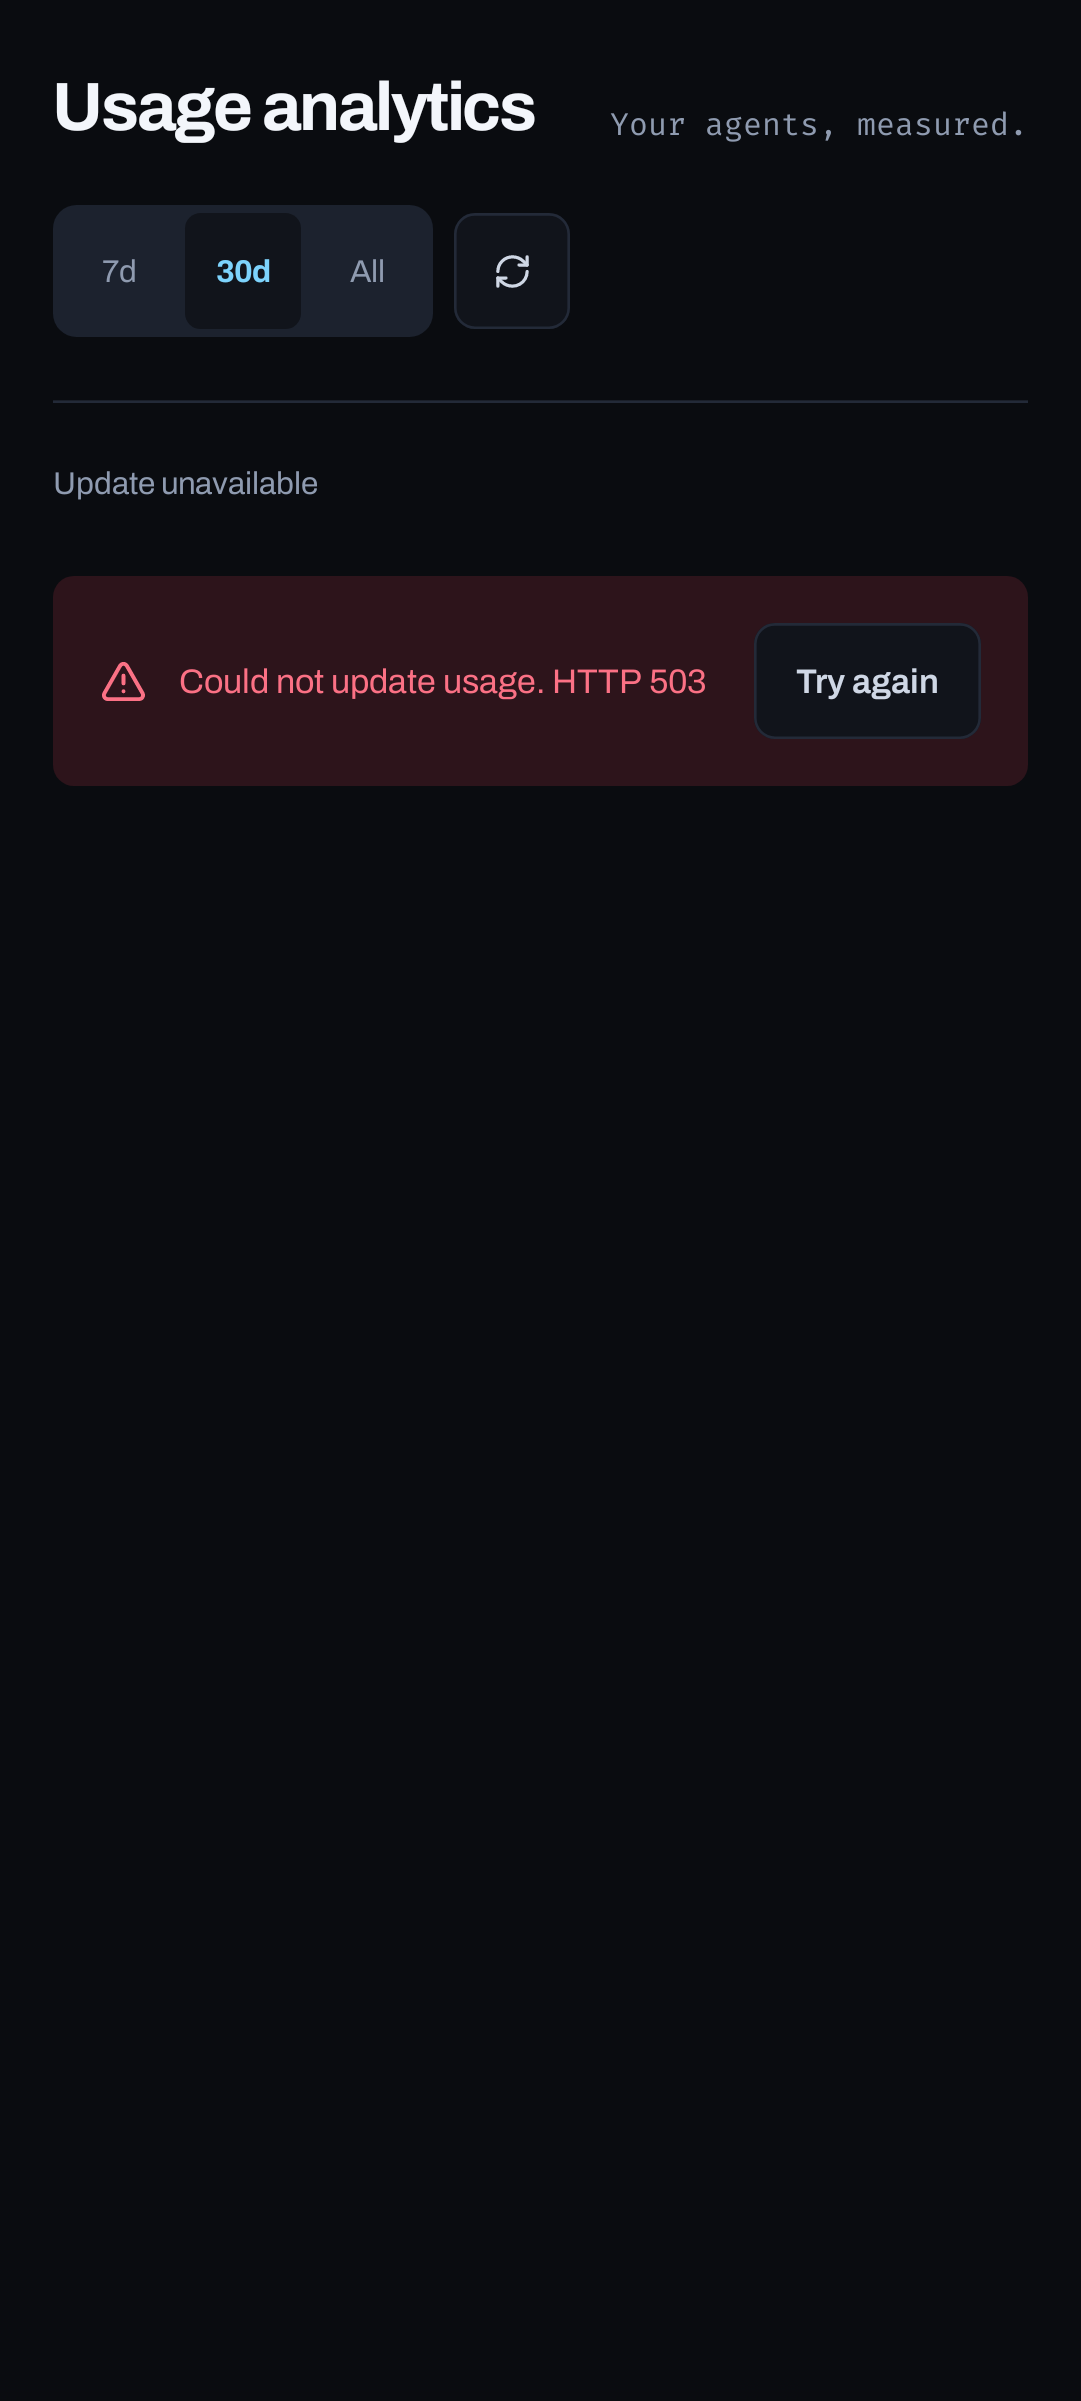 Usage analytics
Your agents, measured.
7d 30d All
Update unavailable
Could not update usage. HTTP 503
Try again